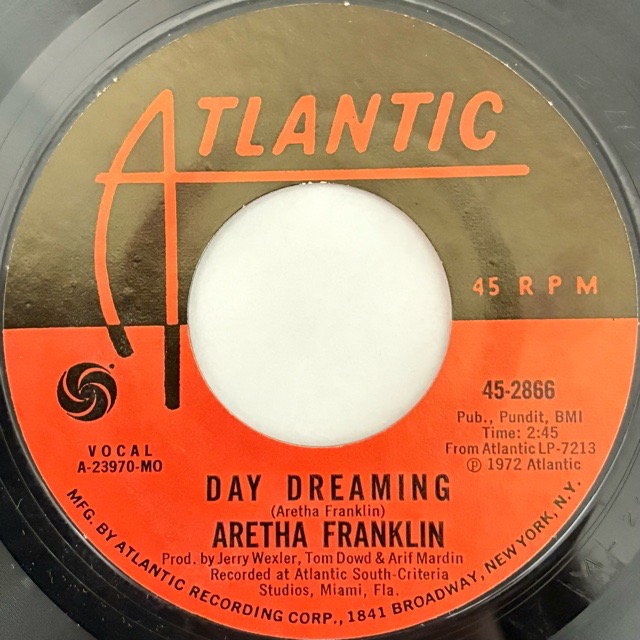 ATLANTIC
45 RPM
45-2866
Pub., Pundit, BMI
Time: 2:45
From Atlantic LP-7213
Ⓟ 1972 Atlantic
VOCAL
A-23970-MO
DAY DREAMING
(Aretha Franklin)
ARETHA FRANKLIN
Prod. by Jerry Wexler, Tom Dowd & Arif Mardin
Recorded at Atlantic South-Criteria
Studios, Miami, Fla.
MFG. BY ATLANTIC RECORDING CORP., 1841 BROADWAY, NEW YORK, N.Y.